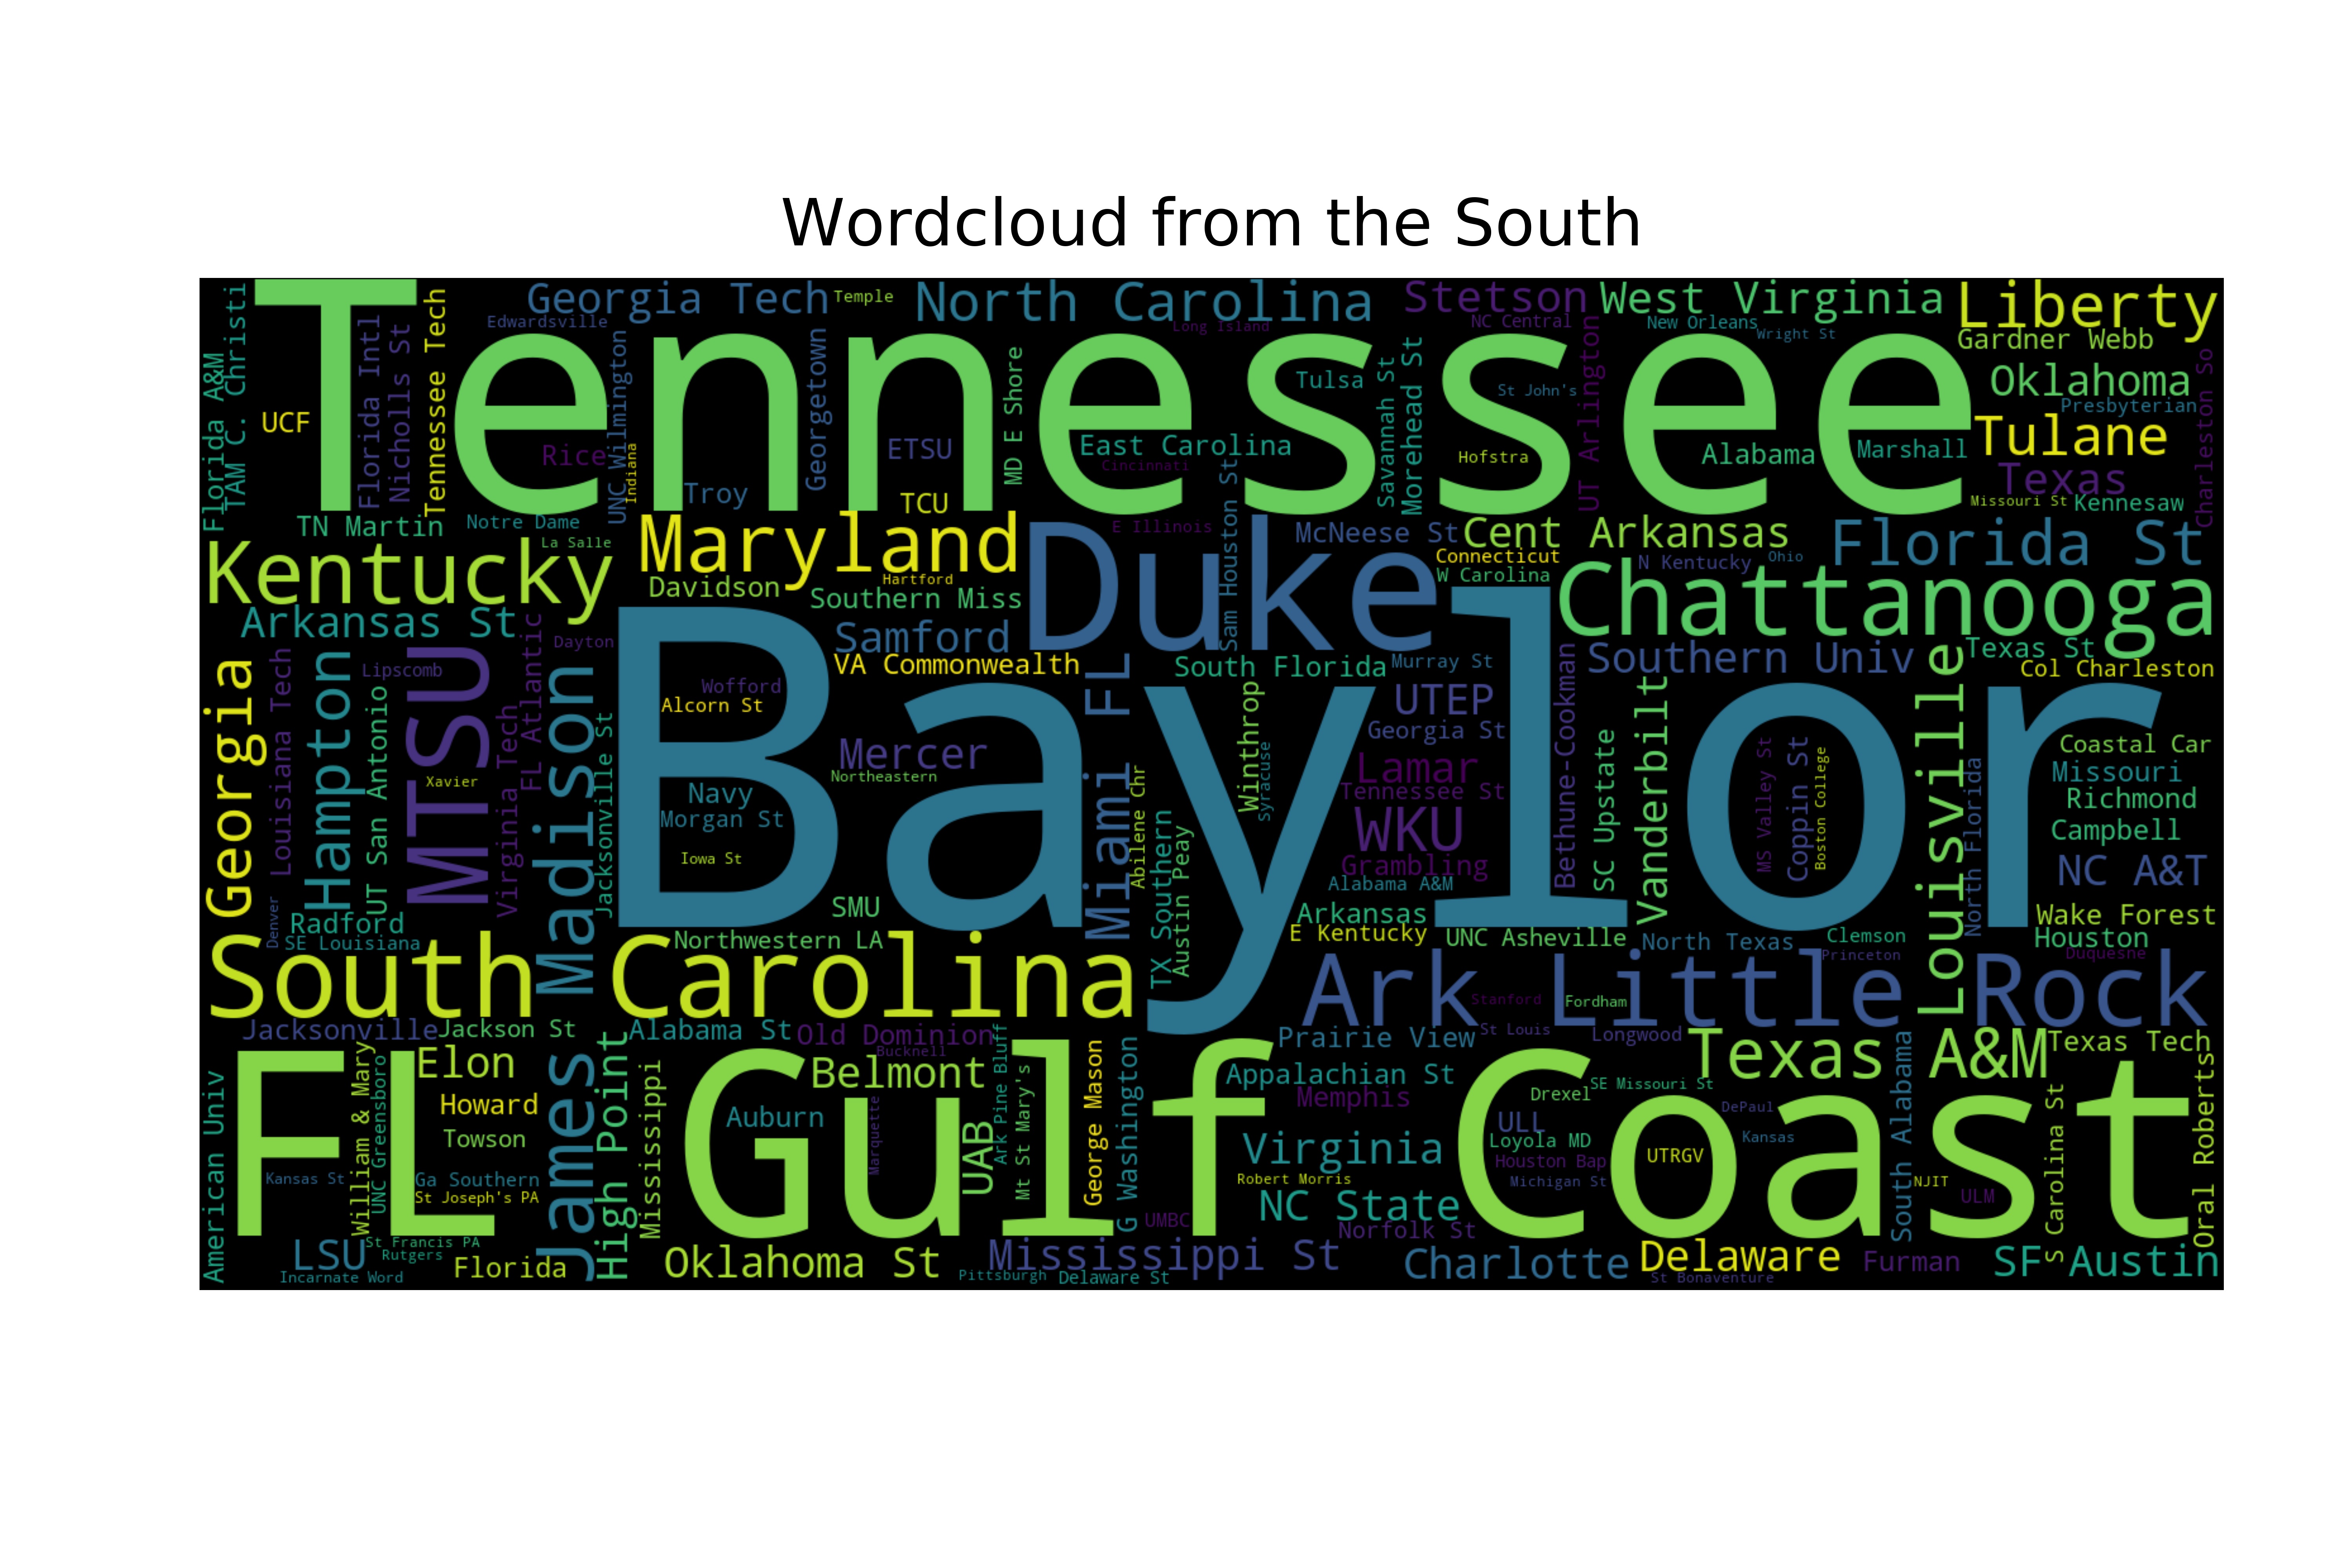 Wordcloud from the South
Tennessee
Georgia Tech
Temple
North Carolina
Stetson
West Virginia
Liberty
Edwardsville
Long Island
NC Central
New Orleans
Wright St
Gardner Webb
Florida A&M
TAM C. Christi
Florida Intl
Nicholls St
Tennessee Tech
UNC Wilmington
Indiana
Georgetown
MD E Shore
Tulsa
Savannah St
Morehead St
St John's
UT Arlington
Oklahoma
Presbyterian
Charleston So
UCF
Rice
Troy
ETSU
TCU
East Carolina
Cincinnati
Sam Houston St
Hofstra
Alabama
Marshall
Tulane
Texas
Missouri St
Kennesaw
TN Martin
Notre Dame
La Salle
Maryland
Duke
E Illinois
McNeese St
Cent Arkansas
Florida St
Kentucky
Davidson
Hartford
Connecticut
W Carolina
N Kentucky
Ohio
Southern Miss
Chattanooga
Arkansas St
Dayton
Samford
VA Commonwealth
South Florida
Murray St
Southern Univ
Texas St
Col Charleston
Baylor
Georgia
Louisiana Tech
Hampton
Lipscomb
UT San Antonio
MTSU
Xavier
Virginia Tech
FL Atlantic
James Madison
Jacksonville St
Wofford
Alcorn St
Mercer
Northeastern
Navy
Morgan St
Iowa St
Miami FL
Abilene Chr
Winthrop
syracuse
UTEP
Georgia St
Lamar
Tennessee St
WKU
Grambling
Alabama A&M
Bethune-Cookman
SC Upstate
Vanderbilt
MS Valley St
Coppin St
Boston College
Louisville
North Florida
Coastal Car
Missouri
Richmond
Campbell
NC A&T
Wake Forest
Houston
Duquesne
Denver
Radford
SE Louisiana
SMU
Northwestern LA
TX Southern
Austin Peay
Arkansas
E Kentucky
UNC Asheville
North Texas
Clemson
Princeton
South Carolina
Ark Little Rock
Stanford
Fordham
Jacksonville
Jackson St
Alabama St
Old Dominion
Bucknell
Ark Pine Bluff
Prairie View
St Louis
Longwood
Texas A&M
Texas Tech
FL Gulf Coast
American Univ
William & Mary
UNC Greensboro
Elon
Howard
Towson
Kansas St
Ga Southern
St Joseph's PA
High Point
Mississippi
Belmont
Auburn
Marquette
UAB
Mt St Mary's
George Mason
G Washington
Appalachian St
Memphis
Drexel
SE Missouri St
DePaul
ULL
Loyola MD
Kansas
Virginia
Houston Bap
UTRGV
Robert Morris
Michigan St
NC State
UMBC
Norfolk St
South Alabama
NJIT
ULM
S Carolina St
Oral Roberts
LSU
St Francis PA
Rutgers
Incarnate Word
Florida
Oklahoma St
Pittsburgh
Mississippi St
Delaware St
Charlotte
Delaware
St Bonaventure
Furman
SF Austin